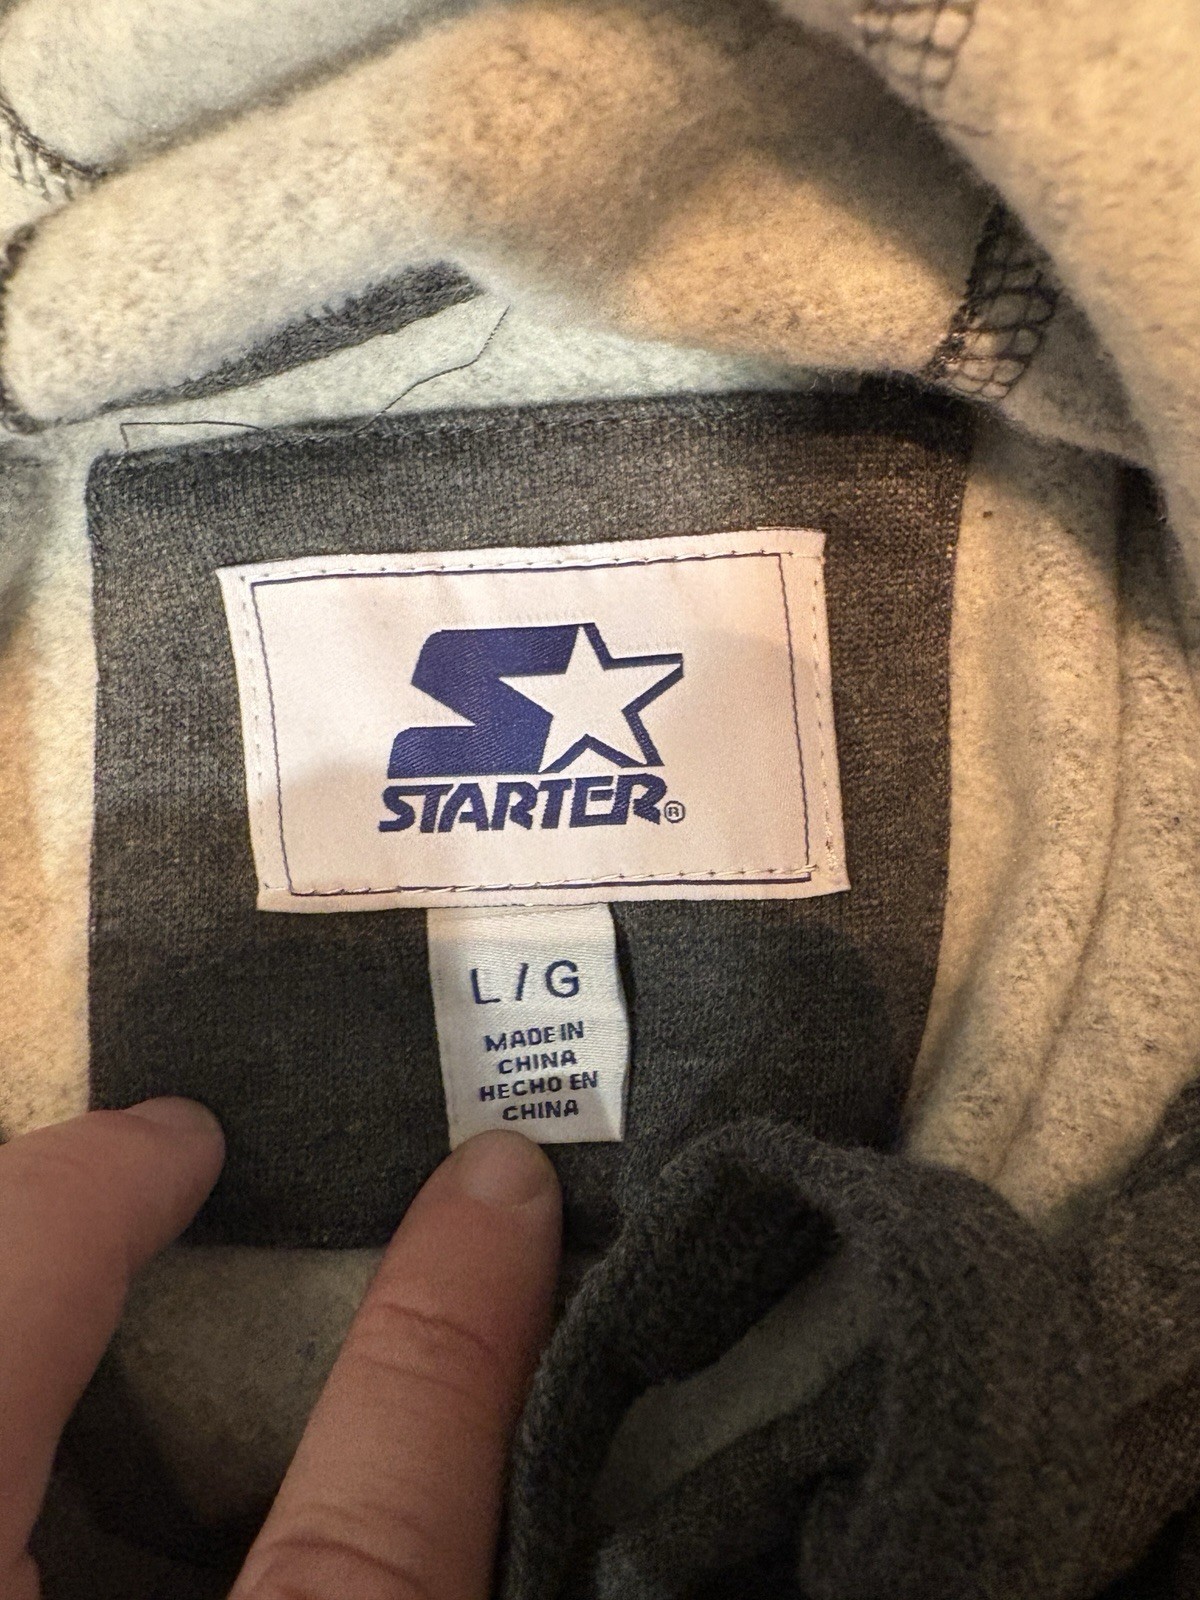 STARTER®
L / G
MADE IN
CHINA
HECHO EN
CHINA